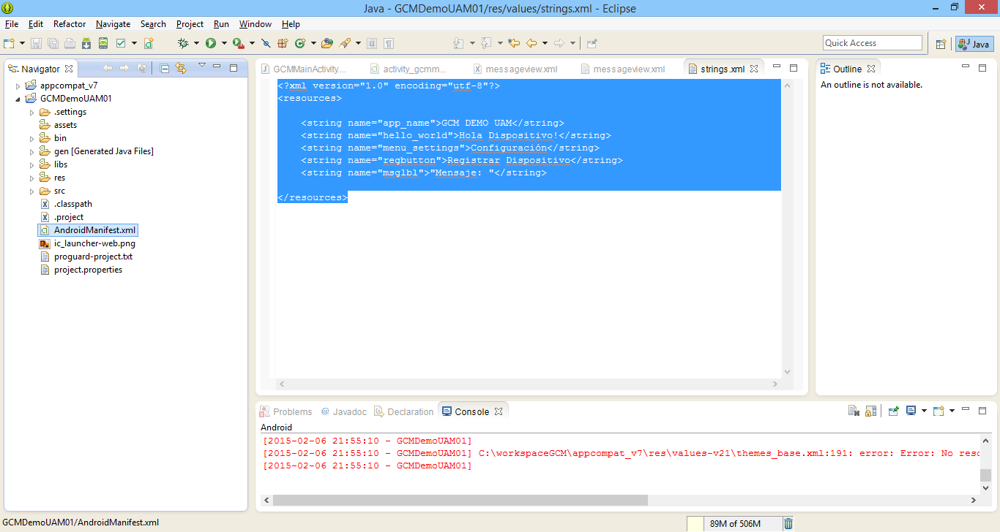 Java - GCMDemoUAM01/res/values/strings.xml - Eclipse
File Edit Refactor Navigate Search Project Run Window Help
Quick Access
Java
Navigator
appcompat_v7
GCMDemoUAM01
.settings
assets
bin
gen [Generated Java Files]
libs
res
src
.classpath
.project
AndroidManifest.xml
ic_launcher-web.png
proguard-project.txt
project.properties
GCMMainActivity.... activity_gcmm... messageview.xml messageview.xml strings.xml
<?xml version="1.0" encoding="utf-8"?>
<resources>
<string name="app_name">GCM DEMO UAM</string>
<string name="hello_world">Hola Dispositivo!</string>
<string name="menu_settings">Configuración</string>
<string name="regbutton">Registrar Dispositivo</string>
<string name="msglbl">"Mensaje: "</string>
</resources>
Outline
An outline is not available.
Problems @ Javadoc Declaration Console
Android
[2015-02-06 21:55:10 - GCMDemoUAM01]
[2015-02-06 21:55:10 - GCMDemoUAM01] C:\workspaceGCM\appcompat_v7\res\values-v21\themes_base.xml:191: error: Error: No
[2015-02-06 21:55:10 - GCMDemoUAM01]
GCMDemoUAM01/AndroidManifest.xml
89M of 506M